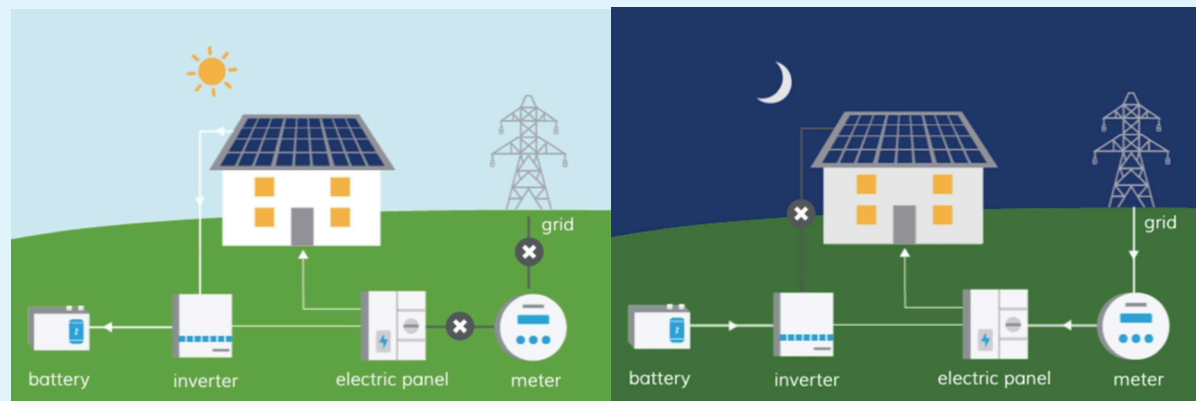 grid
battery
inverter
electric panel
meter
grid
battery
inverter
electric panel
meter